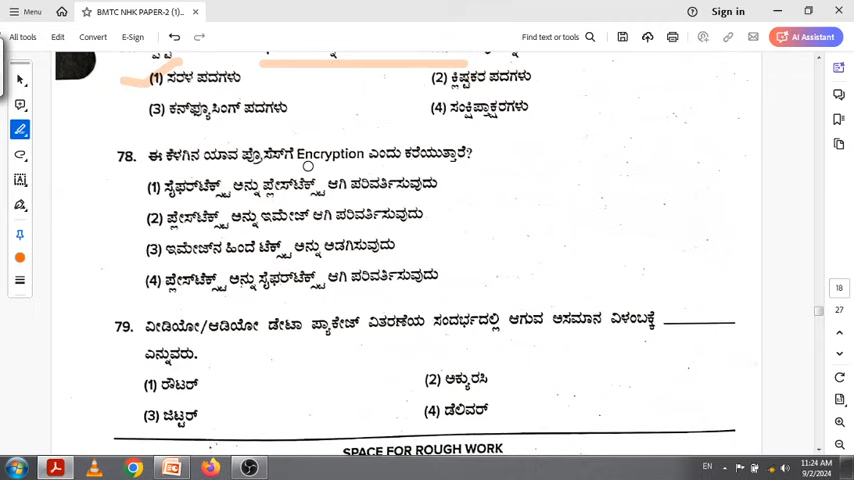 Menu
BMTC NHK PAPER-2 (1)...
Sign in
All tools
Edit
Convert
E-Sign
Find text or tools
AI Assistant
(1) ಸರಳ ಪದಗಳು
(2) ಕ್ಲಿಷ್ಟಕರ ಪದಗಳು
(3) ಕನ್‌ಫ್ಯೂಸಿಂಗ್ ಪದಗಳು
(4) ಸಂಕ್ಷಿಪ್ತಾಕ್ಷರಗಳು
78. ಈ ಕೆಳಗಿನ ಯಾವ ಪ್ರೊಸೆಸ್‌ಗೆ Encryption ಎಂದು ಕರೆಯುತ್ತಾರೆ?
(1) ಸೈಫರ್‌ಟೆಕ್ಸ್ಟ್ ಅನ್ನು ಪ್ಲೇನ್‌ಟೆಕ್ಸ್ಟ್ ಆಗಿ ಪರಿವರ್ತಿಸುವುದು
(2) ಪ್ಲೇನ್‌ಟೆಕ್ಸ್ಟ್ ಅನ್ನು ಇಮೇಜ್ ಆಗಿ ಪರಿವರ್ತಿಸುವುದು
(3) ಇಮೇಜ್‌ನ ಹಿಂದೆ ಟೆಕ್ಸ್ಟ್ ಅನ್ನು ಅಡಗಿಸುವುದು
(4) ಪ್ಲೇನ್‌ಟೆಕ್ಸ್ಟ್ ಅನ್ನು ಸೈಫರ್‌ಟೆಕ್ಸ್ಟ್ ಆಗಿ ಪರಿವರ್ತಿಸುವುದು
79. ವೀಡಿಯೋ/ಆಡಿಯೋ ಡೇಟಾ ಪ್ಯಾಕೇಜ್ ವಿತರಣೆಯ ಸಂದರ್ಭದಲ್ಲಿ ಆಗುವ ಅಸಮಾನ ವಿಳಂಬಕ್ಕೆ ________
ಎನ್ನುವರು.
(1) ರೌಟರ್
(2) ಅಕ್ಯುರಸಿ
(3) ಜಿಟ್ಟರ್
(4) ಡೆಲಿವರ್
SPACE FOR ROUGH WORK
18
27
EN
11:24 AM
9/2/2024